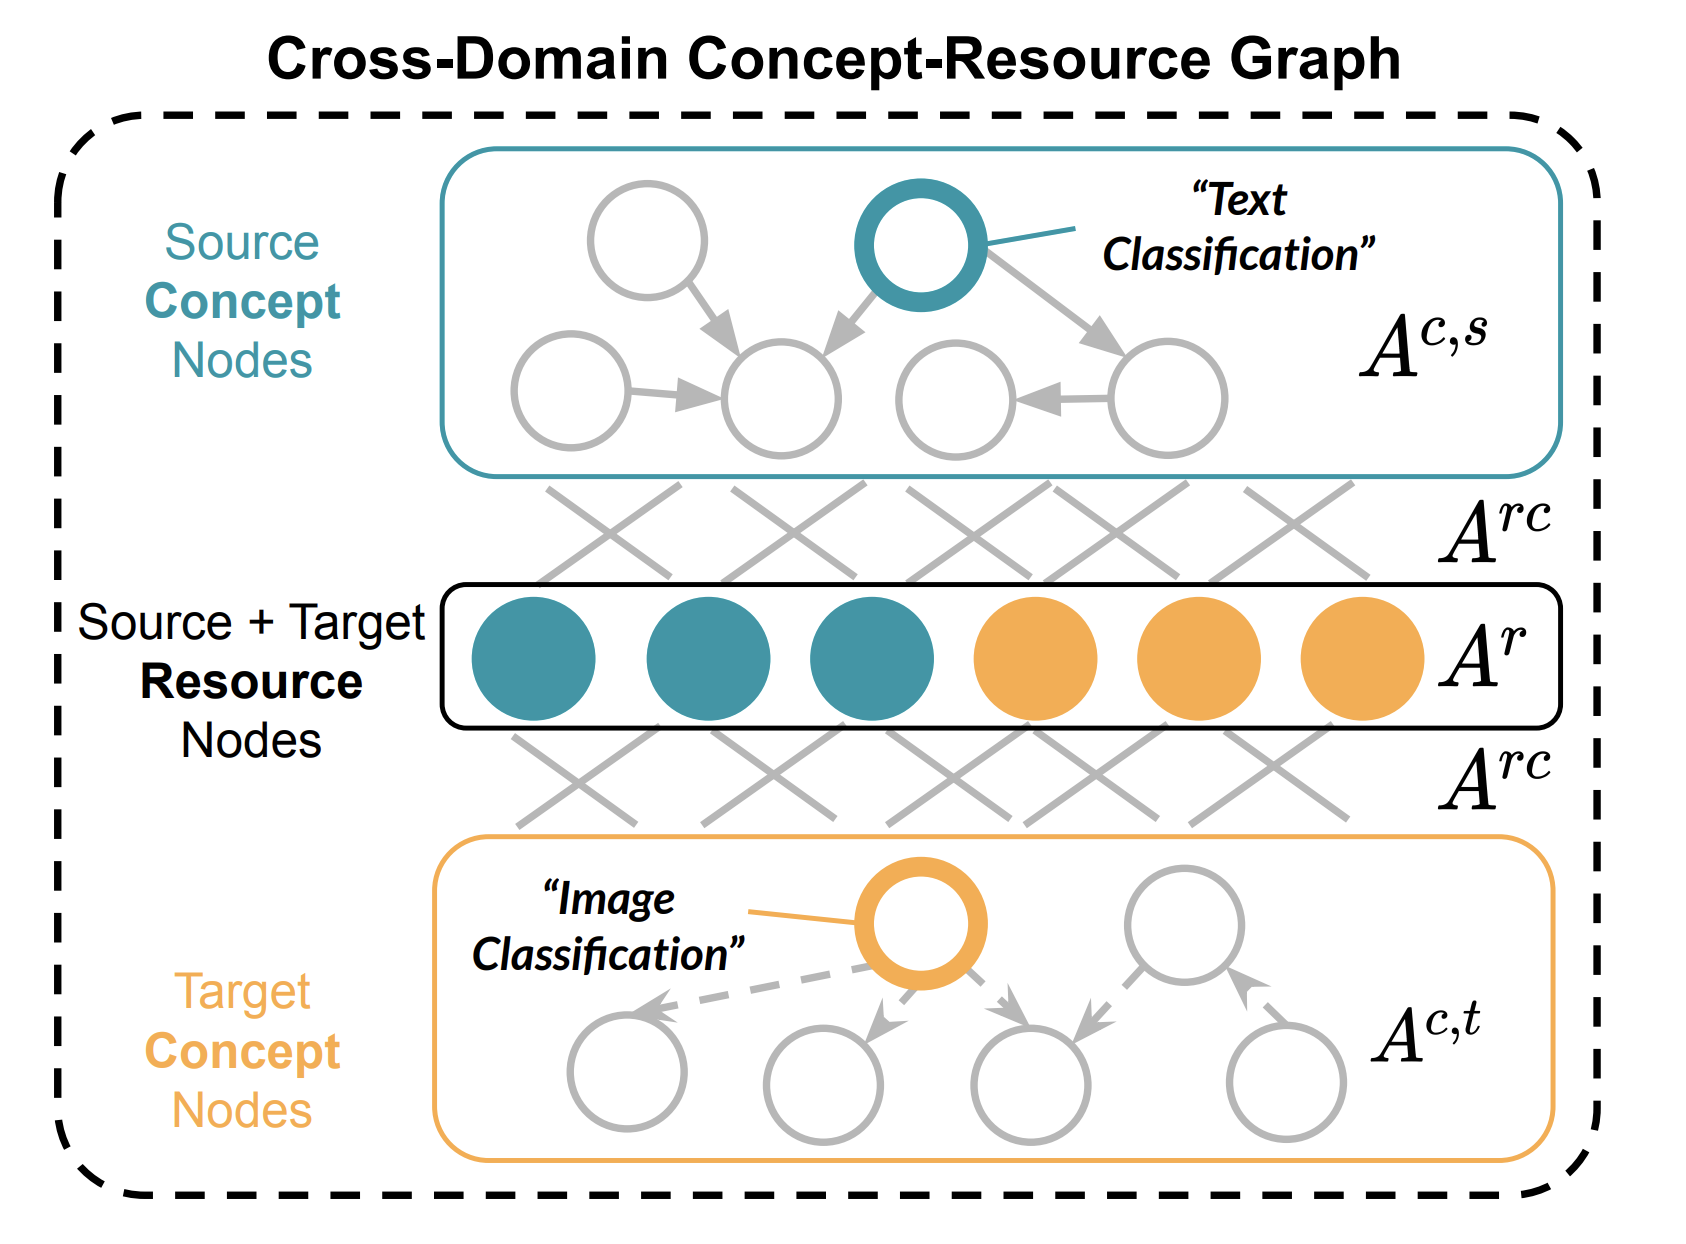 Cross-Domain Concept-Resource Graph
Source
Concept
Nodes
“Text
Classification”
A^{c,s}
A^{rc}
Source + Target
Resource
Nodes
A^{r}
A^{rc}
“Image
Classification”
Target
Concept
Nodes
A^{c,t}